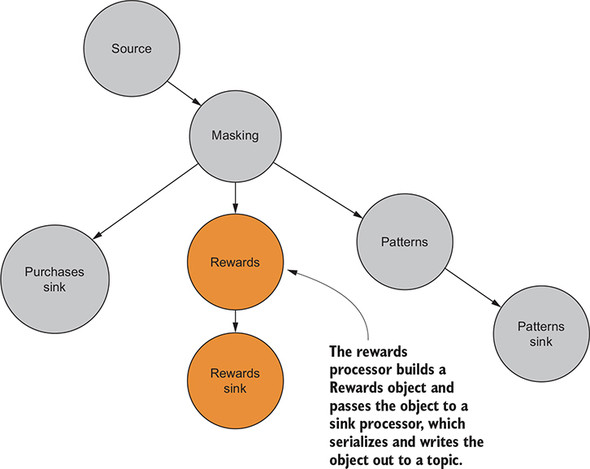 Source
Masking
Purchases
sink
Rewards
Patterns
Rewards
sink
Patterns
sink
The rewards
processor builds a
Rewards object and
passes the object to a
sink processor, which
serializes and writes the
object out to a topic.